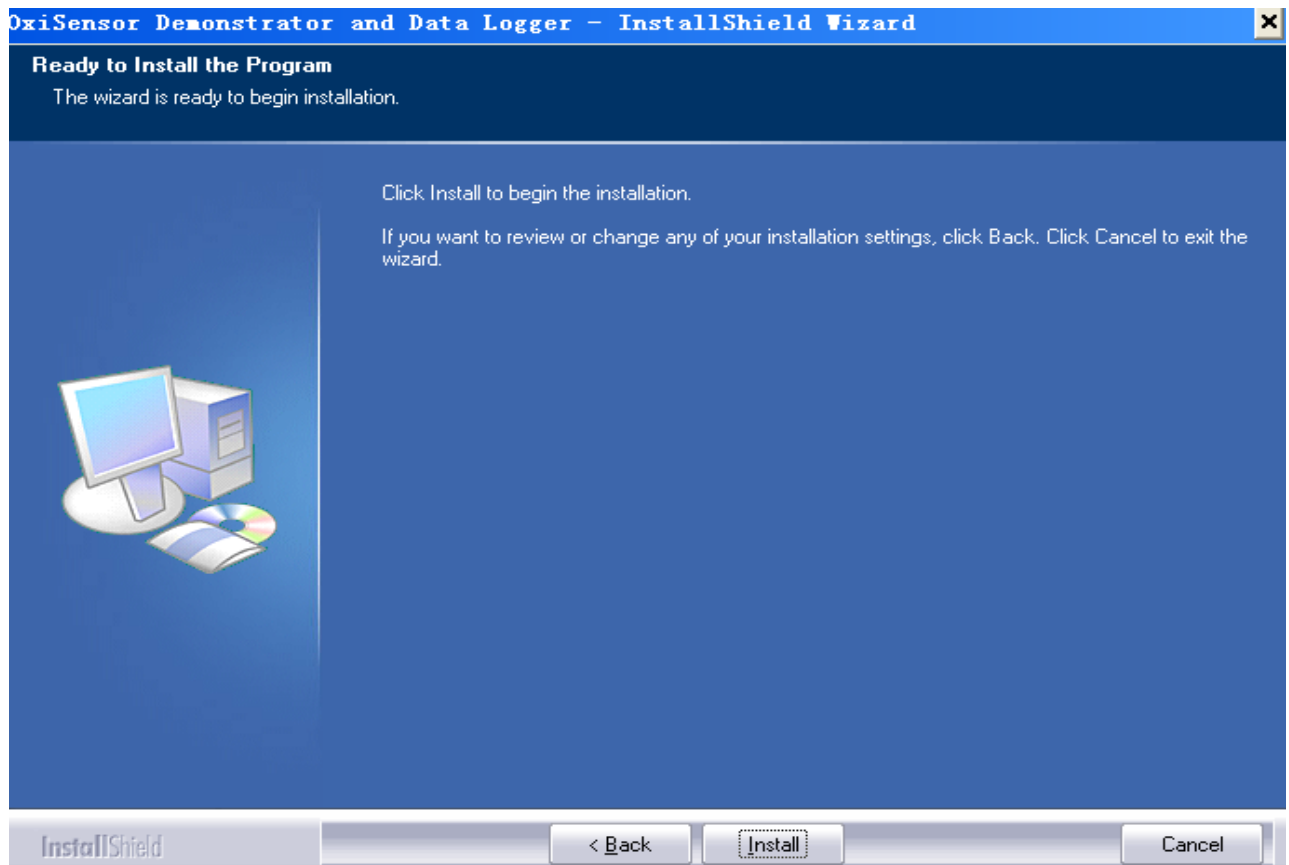 OxiSensor Demonstrator and Data Logger - InstallShield Wizard
Ready to Install the Program
The wizard is ready to begin installation.
Click Install to begin the installation.
If you want to review or change any of your installation settings, click Back. Click Cancel to exit the
wizard.
InstallShield
< Back
Install
Cancel